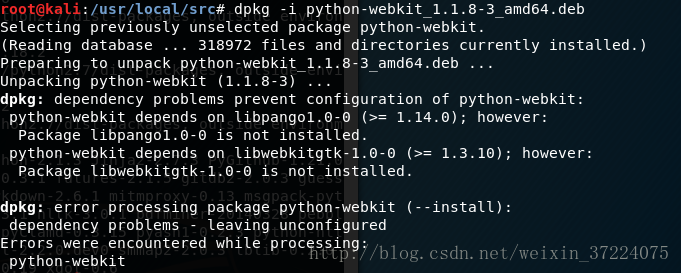 root@kali:/usr/local/src# dpkg -i python-webkit_1.1.8-3_amd64.deb
Selecting previously unselected package python-webkit.
(Reading database ... 318972 files and directories currently installed.)
Preparing to unpack python-webkit_1.1.8-3_amd64.deb ...
Unpacking python-webkit (1.1.8-3) ...
dpkg: dependency problems prevent configuration of python-webkit:
 python-webkit depends on libpango1.0-0 (>= 1.14.0); however:
  Package libpango1.0-0 is not installed.
 python-webkit depends on libwebkitgtk-1.0-0 (>= 1.3.10); however:
  Package libwebkitgtk-1.0-0 is not installed.
dpkg: error processing package python-webkit (--install):
 dependency problems - leaving unconfigured
Errors were encountered while processing:
 python-webkit
http://blog.csdn.net/weixin_37224075